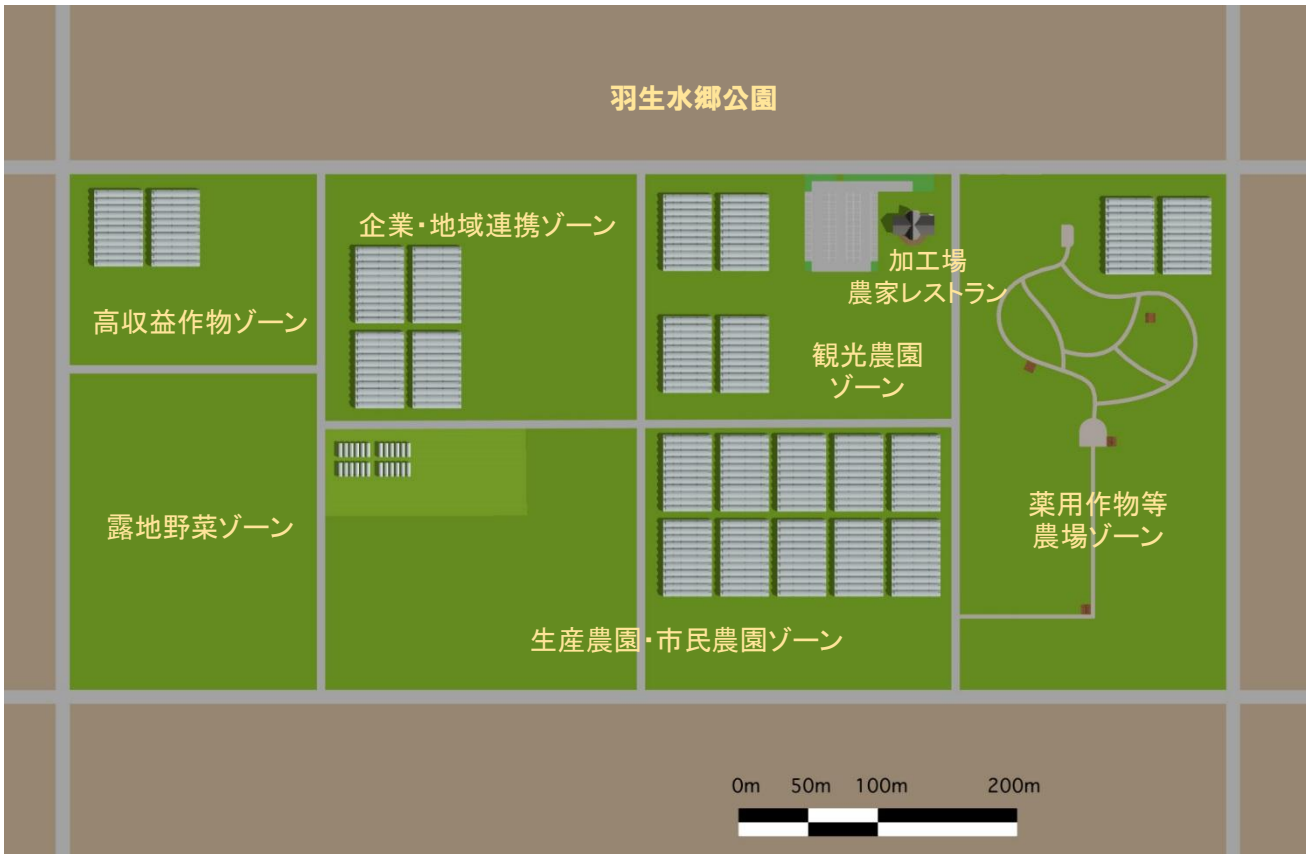 羽生水郷公園
企業・地域連携ゾーン
加工場
農家レストラン
高収益作物ゾーン
観光農園
ゾーン
露地野菜ゾーン
薬用作物等
農場ゾーン
生産農園・市民農園ゾーン
0m 50m 100m 200m